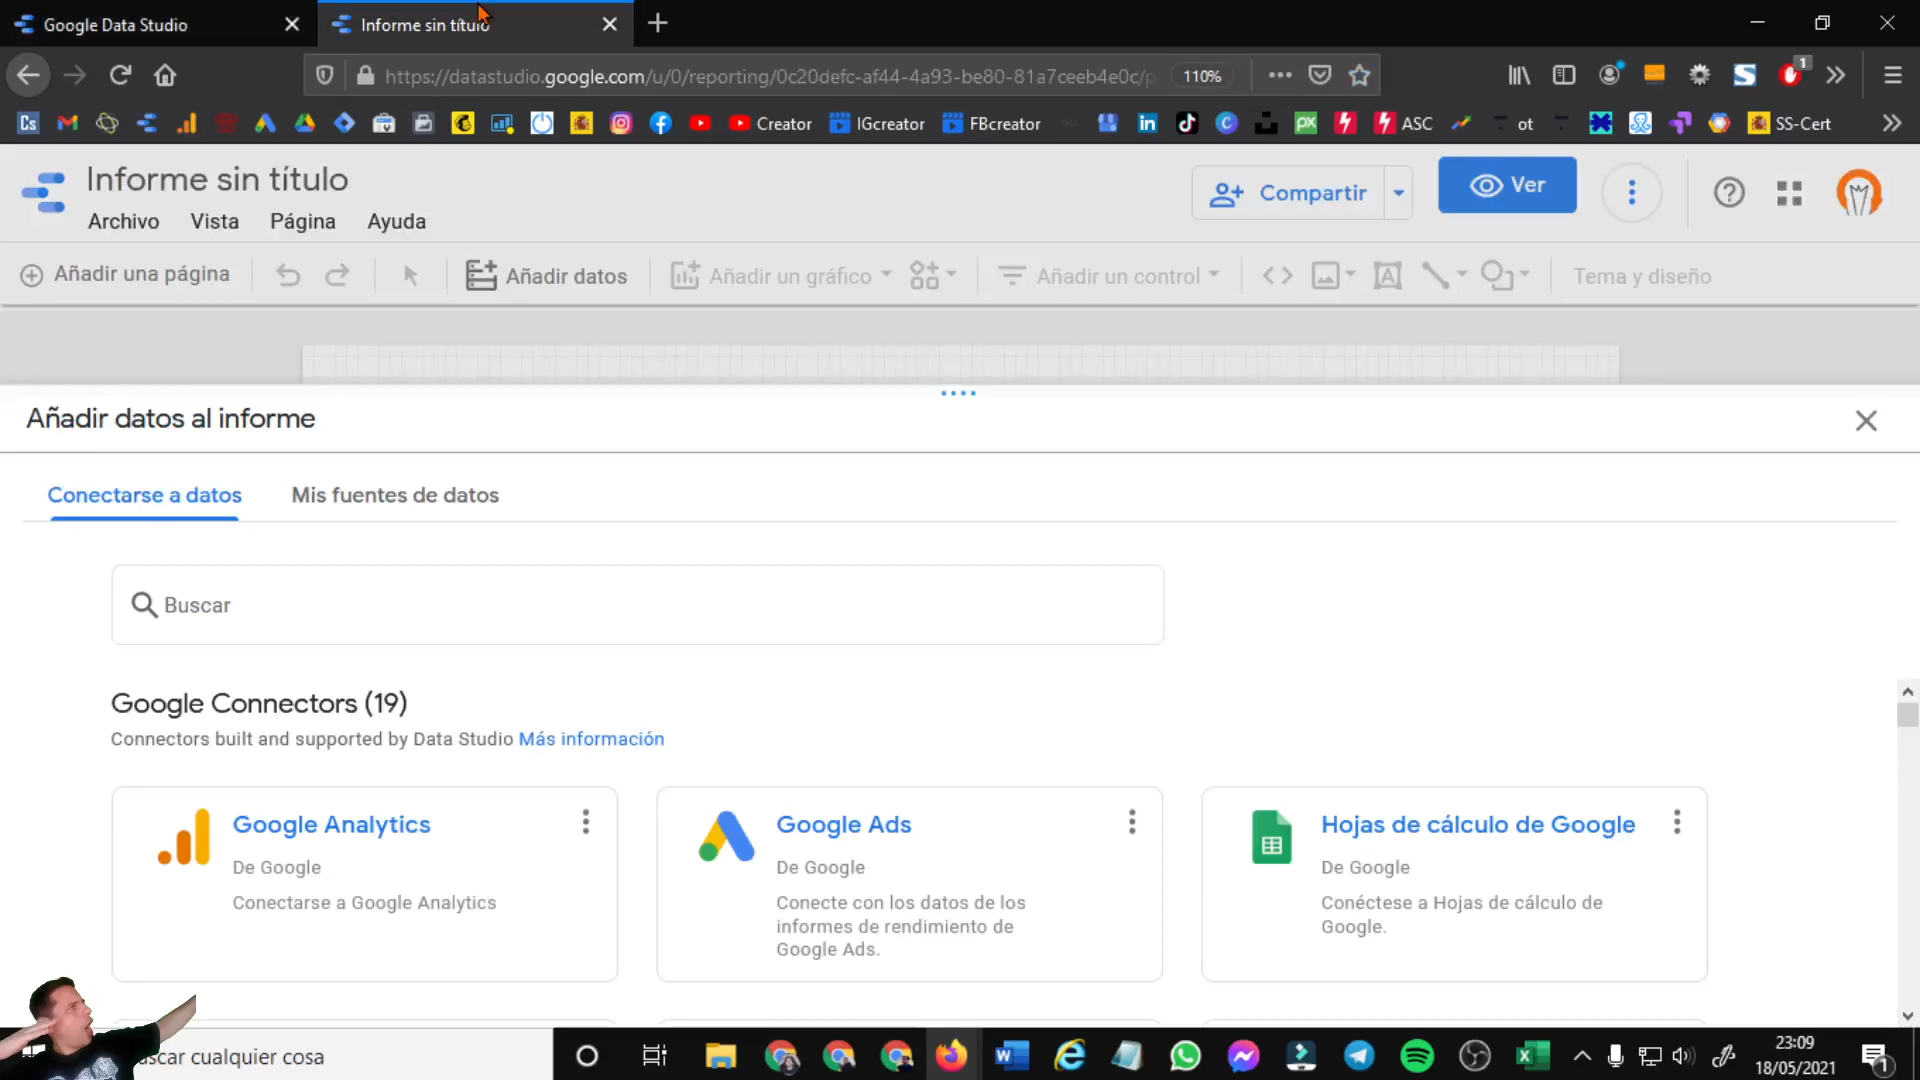 Google Data Studio
Informe sin título
https://datastudio.google.com/u/0/reporting/0c20defc-af44-4a93-be80-81a7ceeb4e0c/p
110%
1
Cs
Creator
IGcreator
FBcreator
ASC
ot
SS-Cert
Informe sin título
Compartir
Ver
Archivo
Vista
Página
Ayuda
Añadir una página
Añadir datos
Añadir un gráfico
Añadir un control
Tema y diseño
Añadir datos al informe
Conectarse a datos
Mis fuentes de datos
Buscar
Google Connectors (19)
Connectors built and supported by Data Studio Más información
Google Analytics
De Google
Conectarse a Google Analytics
Google Ads
De Google
Conecte con los datos de los
informes de rendimiento de
Google Ads.
Hojas de cálculo de Google
De Google
Conéctese a Hojas de cálculo de
Google.
cualquier cosa
23:09
18/05/2021
1